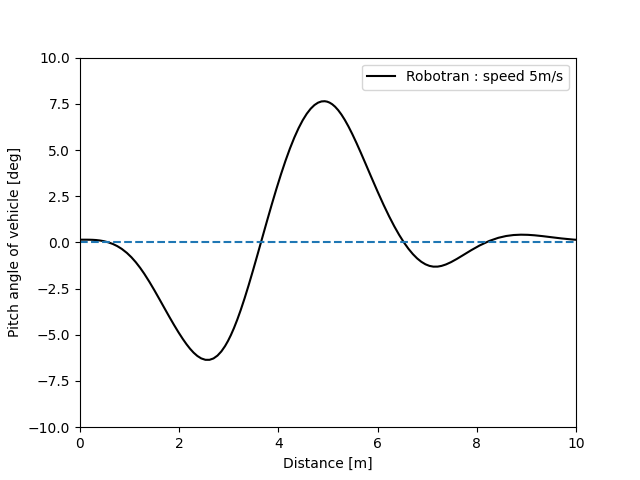 Robotran : speed 5m/s
Pitch angle of vehicle [deg]
10.0
7.5
5.0
2.5
0.0
−2.5
−5.0
−7.5
−10.0
0 2 4 6 8 10
Distance [m]